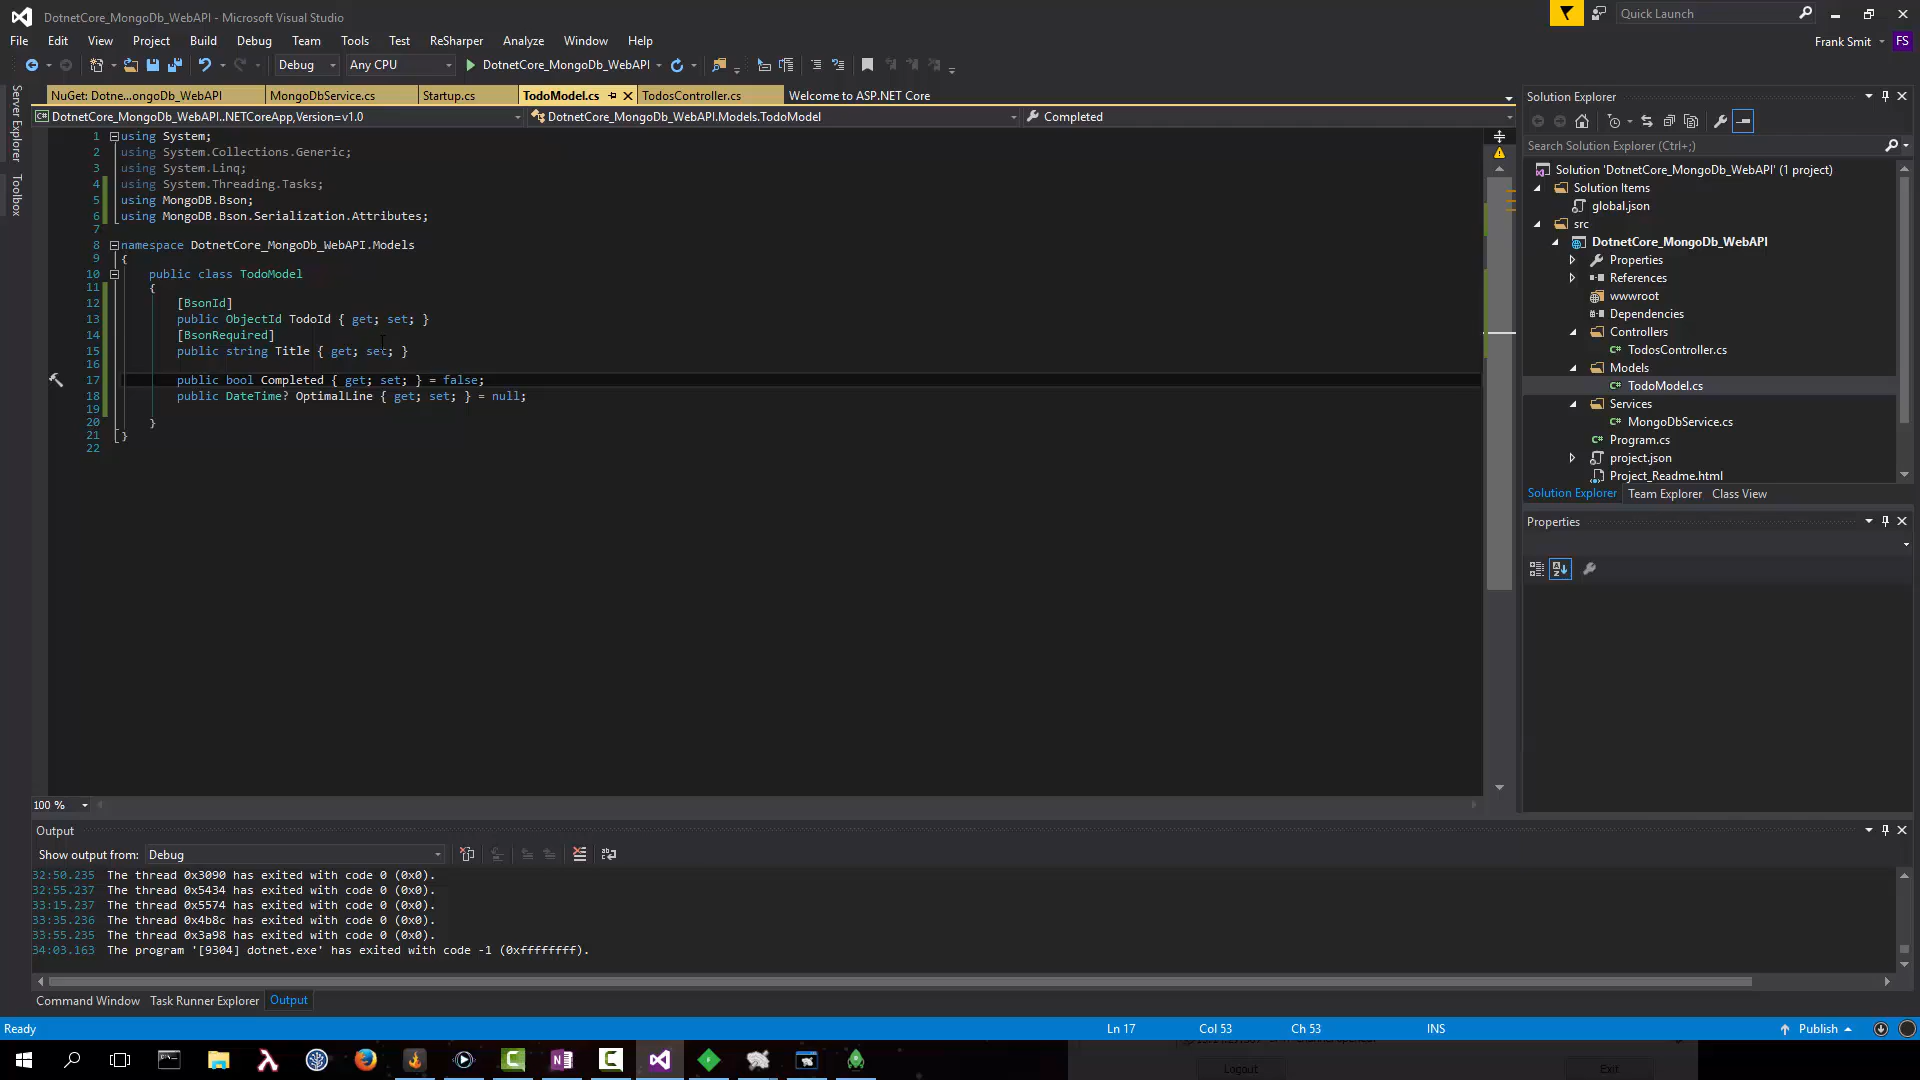 DotnetCore_MongoDb_WebAPI - Microsoft Visual Studio
Quick Launch
File Edit View Project Build Debug Team Tools Test ReSharper Analyze Window Help
Frank Smit FS
Debug Any CPU DotnetCore_MongoDb_WebAPI
Server Explorer
Toolbox
NuGet: Dotne...ongoDb_WebAPI MongoDbService.cs Startup.cs TodoModel.cs TodosController.cs Welcome to ASP.NET Core
DotnetCore_MongoDb_WebAPI..NETCoreApp,Version=v1.0 DotnetCore_MongoDb_WebAPI.Models.TodoModel Completed
1 using System;
2 using System.Collections.Generic;
3 using System.Linq;
4 using System.Threading.Tasks;
5 using MongoDB.Bson;
6 using MongoDB.Bson.Serialization.Attributes;
7
8 namespace DotnetCore_MongoDb_WebAPI.Models
9 {
10 public class TodoModel
11 {
12 [BsonId]
13 public ObjectId TodoId { get; set; }
14 [BsonRequired]
15 public string Title { get; set; }
16
17 public bool Completed { get; set; } = false;
18 public DateTime? OptimalLine { get; set; } = null;
19
20 }
21 }
22
100 %
Solution Explorer
Search Solution Explorer (Ctrl+;)
Solution 'DotnetCore_MongoDb_WebAPI' (1 project)
Solution Items
global.json
src
DotnetCore_MongoDb_WebAPI
Properties
References
wwwroot
Dependencies
Controllers
TodosController.cs
Models
TodoModel.cs
Services
MongoDbService.cs
Program.cs
project.json
Project_Readme.html
Solution Explorer Team Explorer Class View
Properties
Output
Show output from: Debug
32:50.235 The thread 0x3090 has exited with code 0 (0x0).
32:55.237 The thread 0x5434 has exited with code 0 (0x0).
33:15.237 The thread 0x5574 has exited with code 0 (0x0).
33:35.236 The thread 0x4b8c has exited with code 0 (0x0).
33:55.235 The thread 0x3a98 has exited with code 0 (0x0).
34:03.163 The program '[9304] dotnet.exe' has exited with code -1 (0xffffffff).
Command Window Task Runner Explorer Output
Ready Ln 17 Col 53 Ch 53 INS Publish
Logout Exit